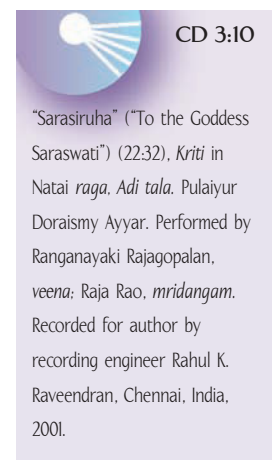 CD 3:10
“Sarasiruha” (“To the Goddess
Saraswati”) (22:32), Kriti in
Natai raga, Adi tala. Pulaiyur
Doraismy Ayyar. Performed by
Ranganayaki Rajagopalan,
veena; Raja Rao, mridangam.
Recorded for author by
recording engineer Rahul K.
Raveendran, Chennai, India,
2001.